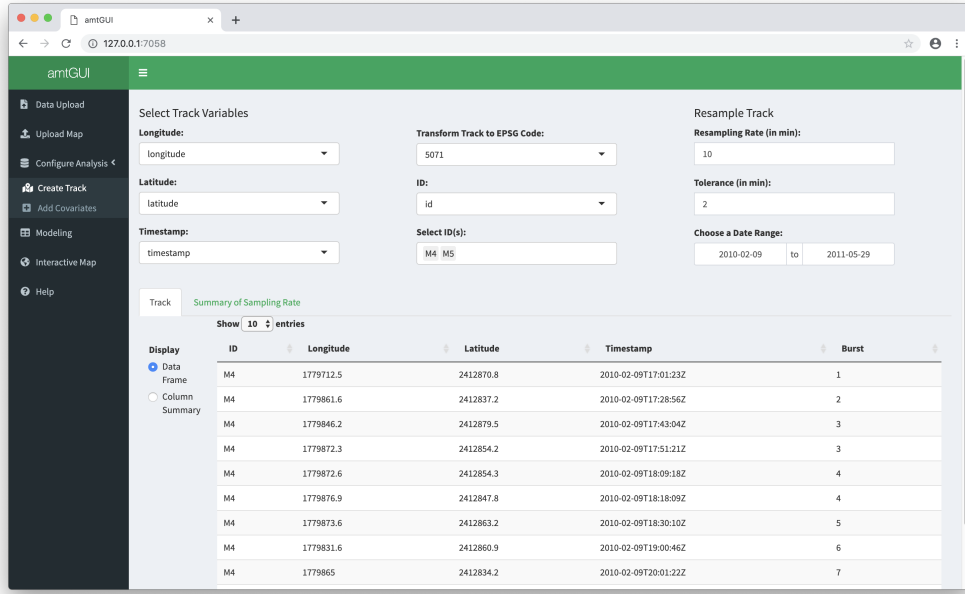 amtGUI
127.0.0.1:7058
amtGUI
Data Upload
Upload Map
Configure Analysis
Create Track
Add Covariates
Modeling
Interactive Map
Help
Select Track Variables
Longitude:
longitude
Latitude:
latitude
Timestamp:
timestamp
Transform Track to EPSG Code:
5071
ID:
id
Select ID(s):
M4 M5
Resample Track
Resampling Rate (in min):
10
Tolerance (in min):
2
Choose a Date Range:
2010-02-09 to 2011-05-29
Track Summary of Sampling Rate
Show 10 entries
Display
Data
Frame
Column
Summary
ID Longitude Latitude Timestamp Burst
M4 1779712.5 2412870.8 2010-02-09T17:01:23Z 1
M4 1779861.6 2412837.2 2010-02-09T17:28:56Z 2
M4 1779846.2 2412879.5 2010-02-09T17:43:04Z 3
M4 1779872.3 2412854.2 2010-02-09T17:51:21Z 3
M4 1779872.6 2412854.3 2010-02-09T18:09:18Z 4
M4 1779876.9 2412847.8 2010-02-09T18:18:09Z 4
M4 1779873.6 2412863.2 2010-02-09T18:30:10Z 5
M4 1779831.6 2412860.9 2010-02-09T19:00:46Z 6
M4 1779865 2412834.2 2010-02-09T20:01:22Z 7